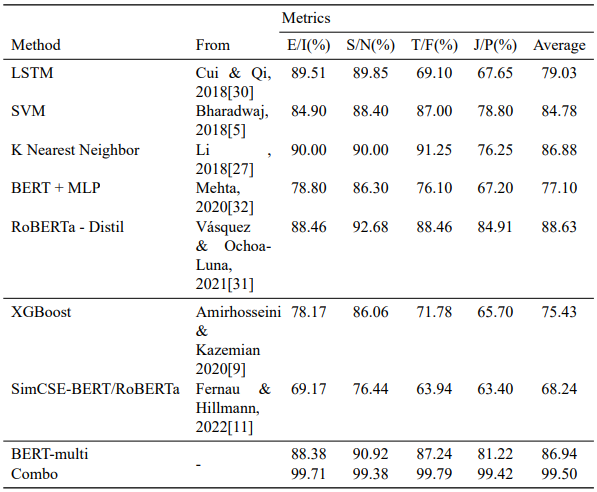 Metrics
Method From E/I(%) S/N(%) T/F(%) J/P(%) Average
LSTM Cui & Qi, 89.51 89.85 69.10 67.65 79.03
2018[30]
SVM Bharadwaj, 84.90 88.40 87.00 78.80 84.78
2018[5]
K Nearest Neighbor Li , 90.00 90.00 91.25 76.25 86.88
2018[27]
BERT + MLP Mehta, 78.80 86.30 76.10 67.20 77.10
2020[32]
RoBERTa - Distil Vásquez 88.46 92.68 88.46 84.91 88.63
& Ochoa-
Luna,
2021[31]
XGBoost Amirhosseini 78.17 86.06 71.78 65.70 75.43
&
Kazemian
2020[9]
SimCSE-BERT/RoBERTa Fernau & 69.17 76.44 63.94 63.40 68.24
Hillmann,
2022[11]
BERT-multi 88.38 90.92 87.24 81.22 86.94
-
Combo 99.71 99.38 99.79 99.42 99.50